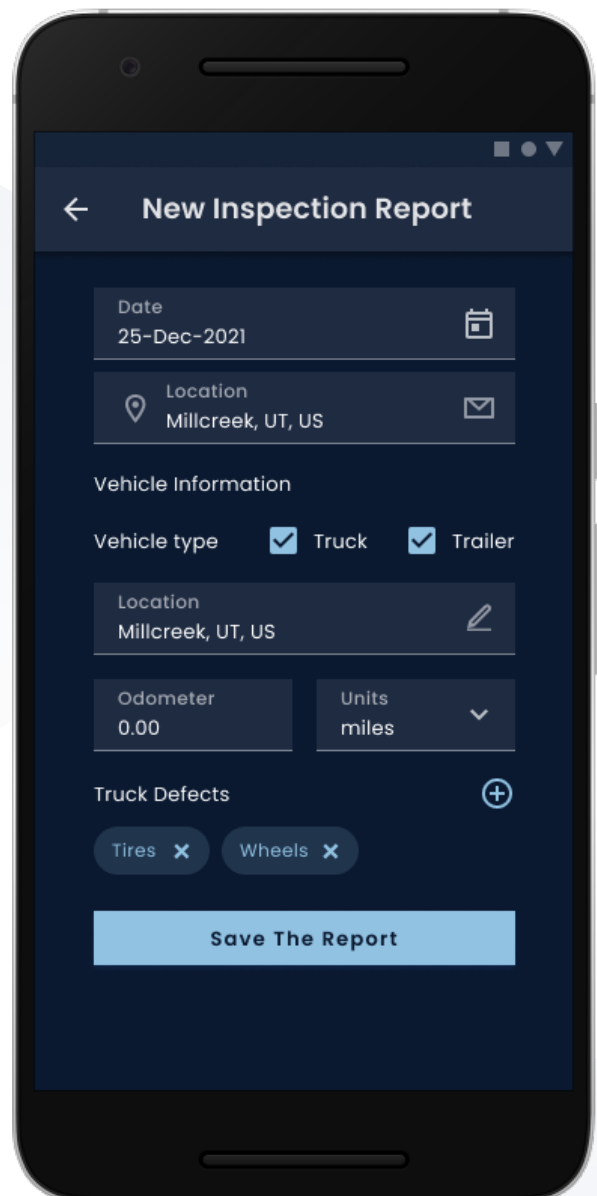 New Inspection Report
Date
25-Dec-2021
Location
Millcreek, UT, US
Vehicle Information
Vehicle type Truck Trailer
Location
Millcreek, UT, US
Odometer Units
0.00 miles
Truck Defects
Tires Wheels
Save The Report